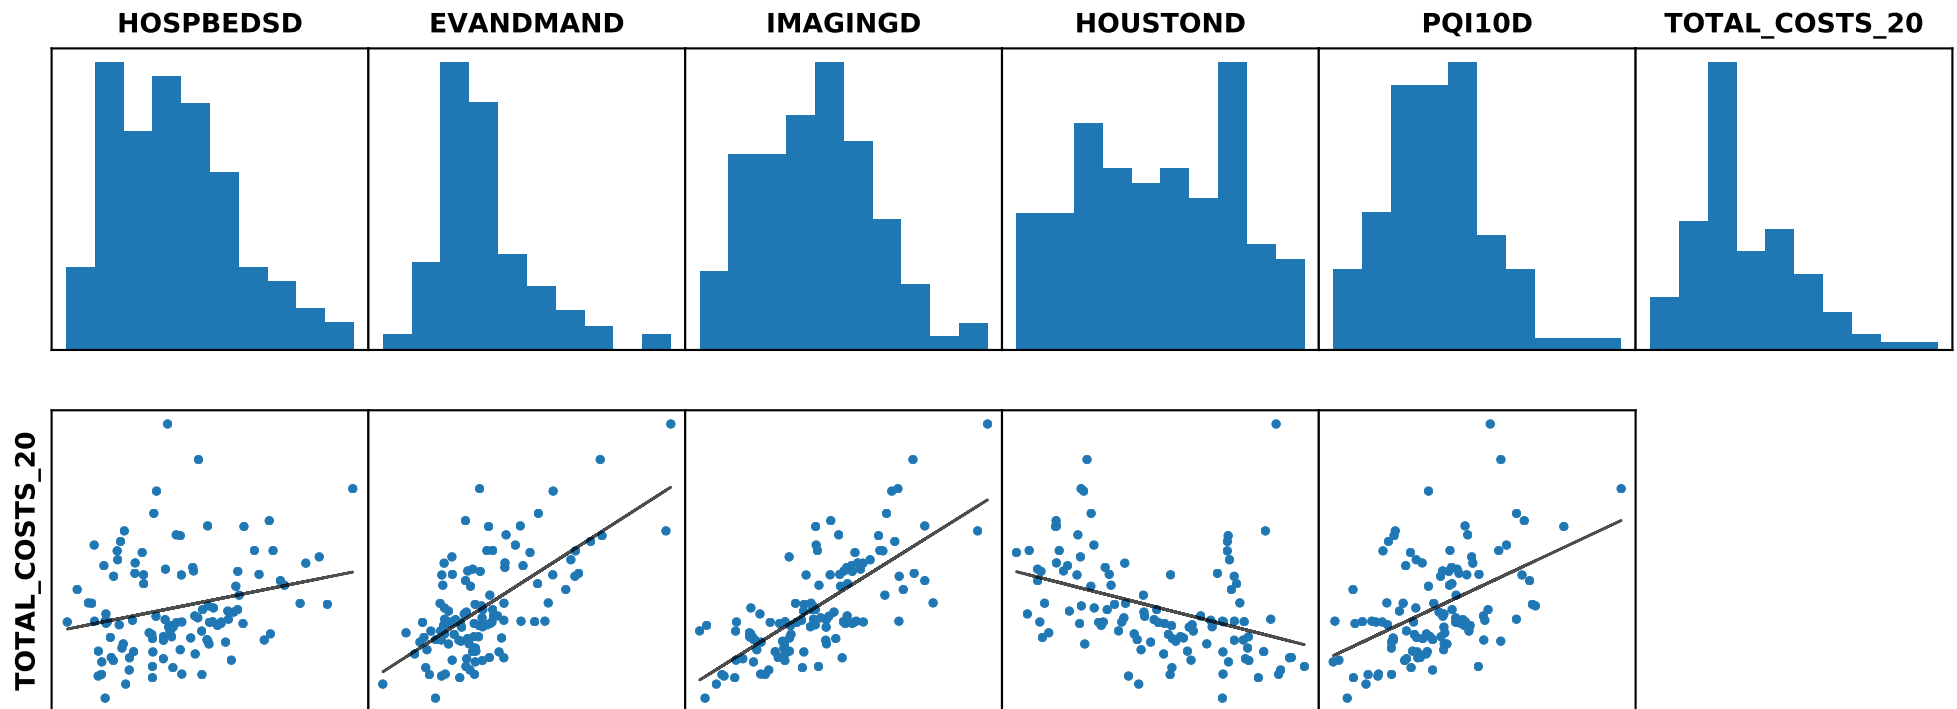 HOSPBEDSD
EVANDMAND
IMAGINGD
HOUSTOND
PQI10D
TOTAL_COSTS_20
TOTAL_COSTS_20